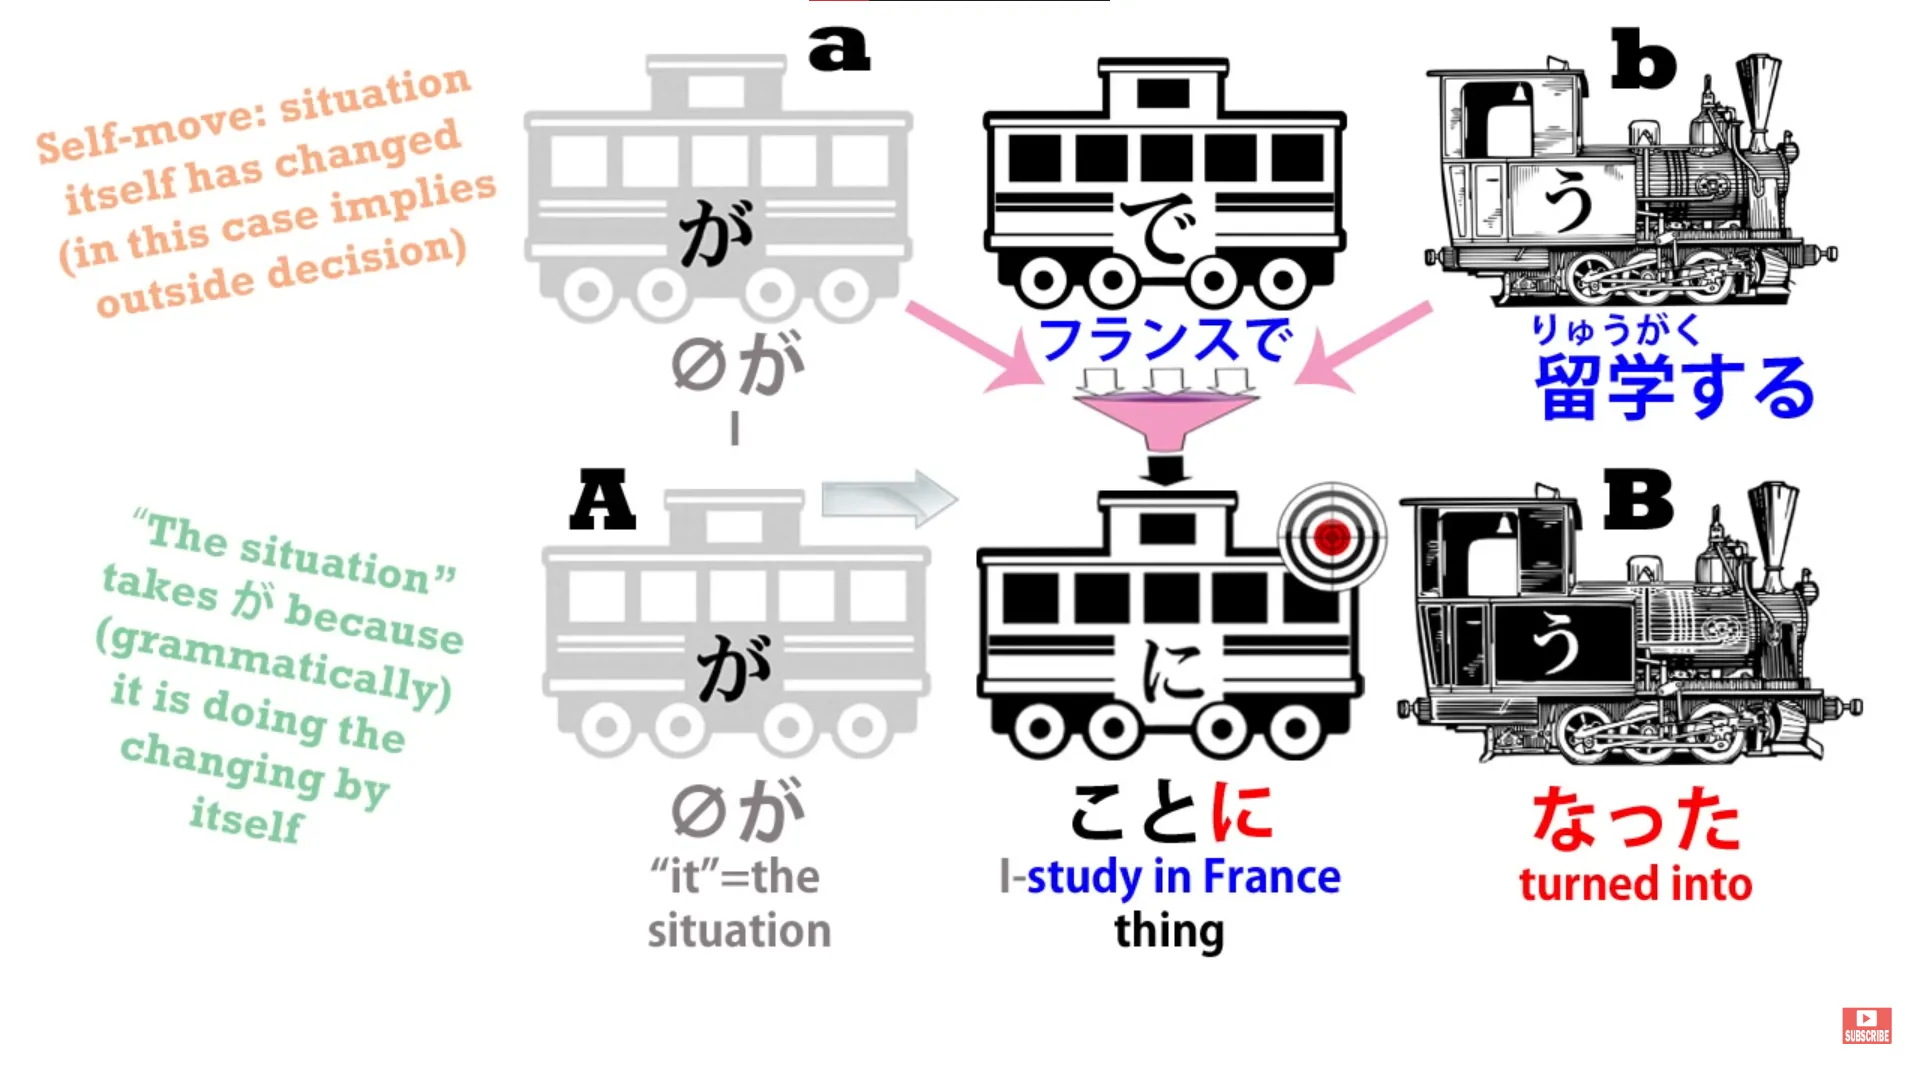 Self-move: situation
itself has changed
(in this case implies
outside decision)
a
が
で
b
う
∅が
I
フランスで
りゅうがく
留学する
“The situation”
takes が because
(grammatically)
it is doing the
changing by
itself
A
が
に
B
う
∅が
“it”=the
situation
ことに
I-study in France
thing
なった
turned into
SUBSCRIBE